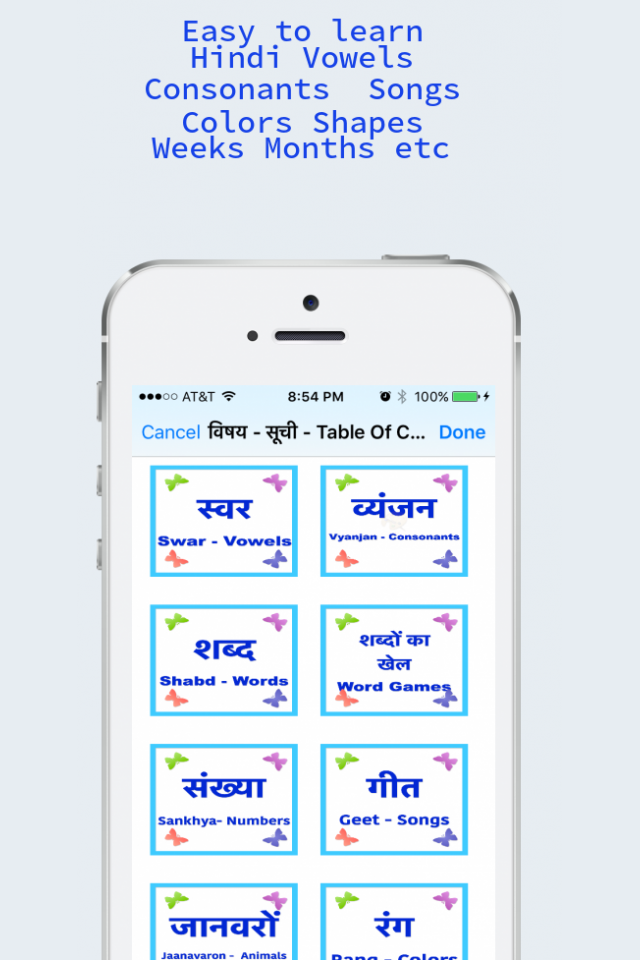 Easy to learn
Hindi Vowels
Consonants Songs
Colors Shapes
Weeks Months etc
AT&T 8:54 PM 100%
Cancel विषय - सूची - Table Of C... Done
स्वर
Swar - Vowels
व्यंजन
Vyanjan - Consonants
शब्द
Shabd - Words
शब्दों का
खेल
Word Games
संख्या
Sankhya- Numbers
गीत
Geet - Songs
जानवरों
Jaanavaron - Animals
रंग
Rang - Colors